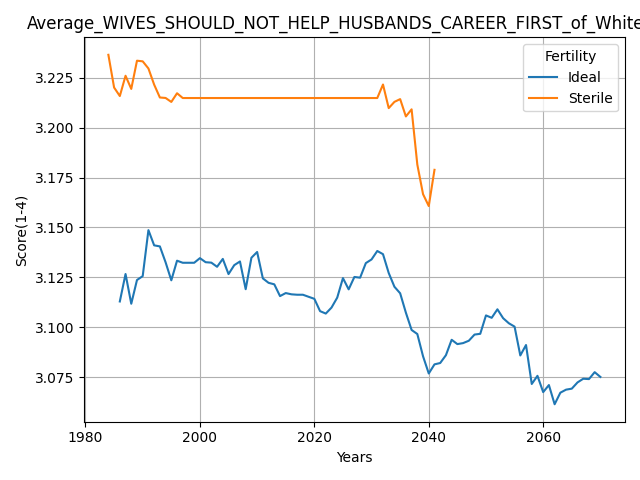 Average_WIVES_SHOULD_NOT_HELP_HUSBANDS_CAREER_FIRST_of_White
Fertility
Ideal
Sterile
Score(1-4)
3.225
3.200
3.175
3.150
3.125
3.100
3.075
1980
2000
2020
2040
2060
Years